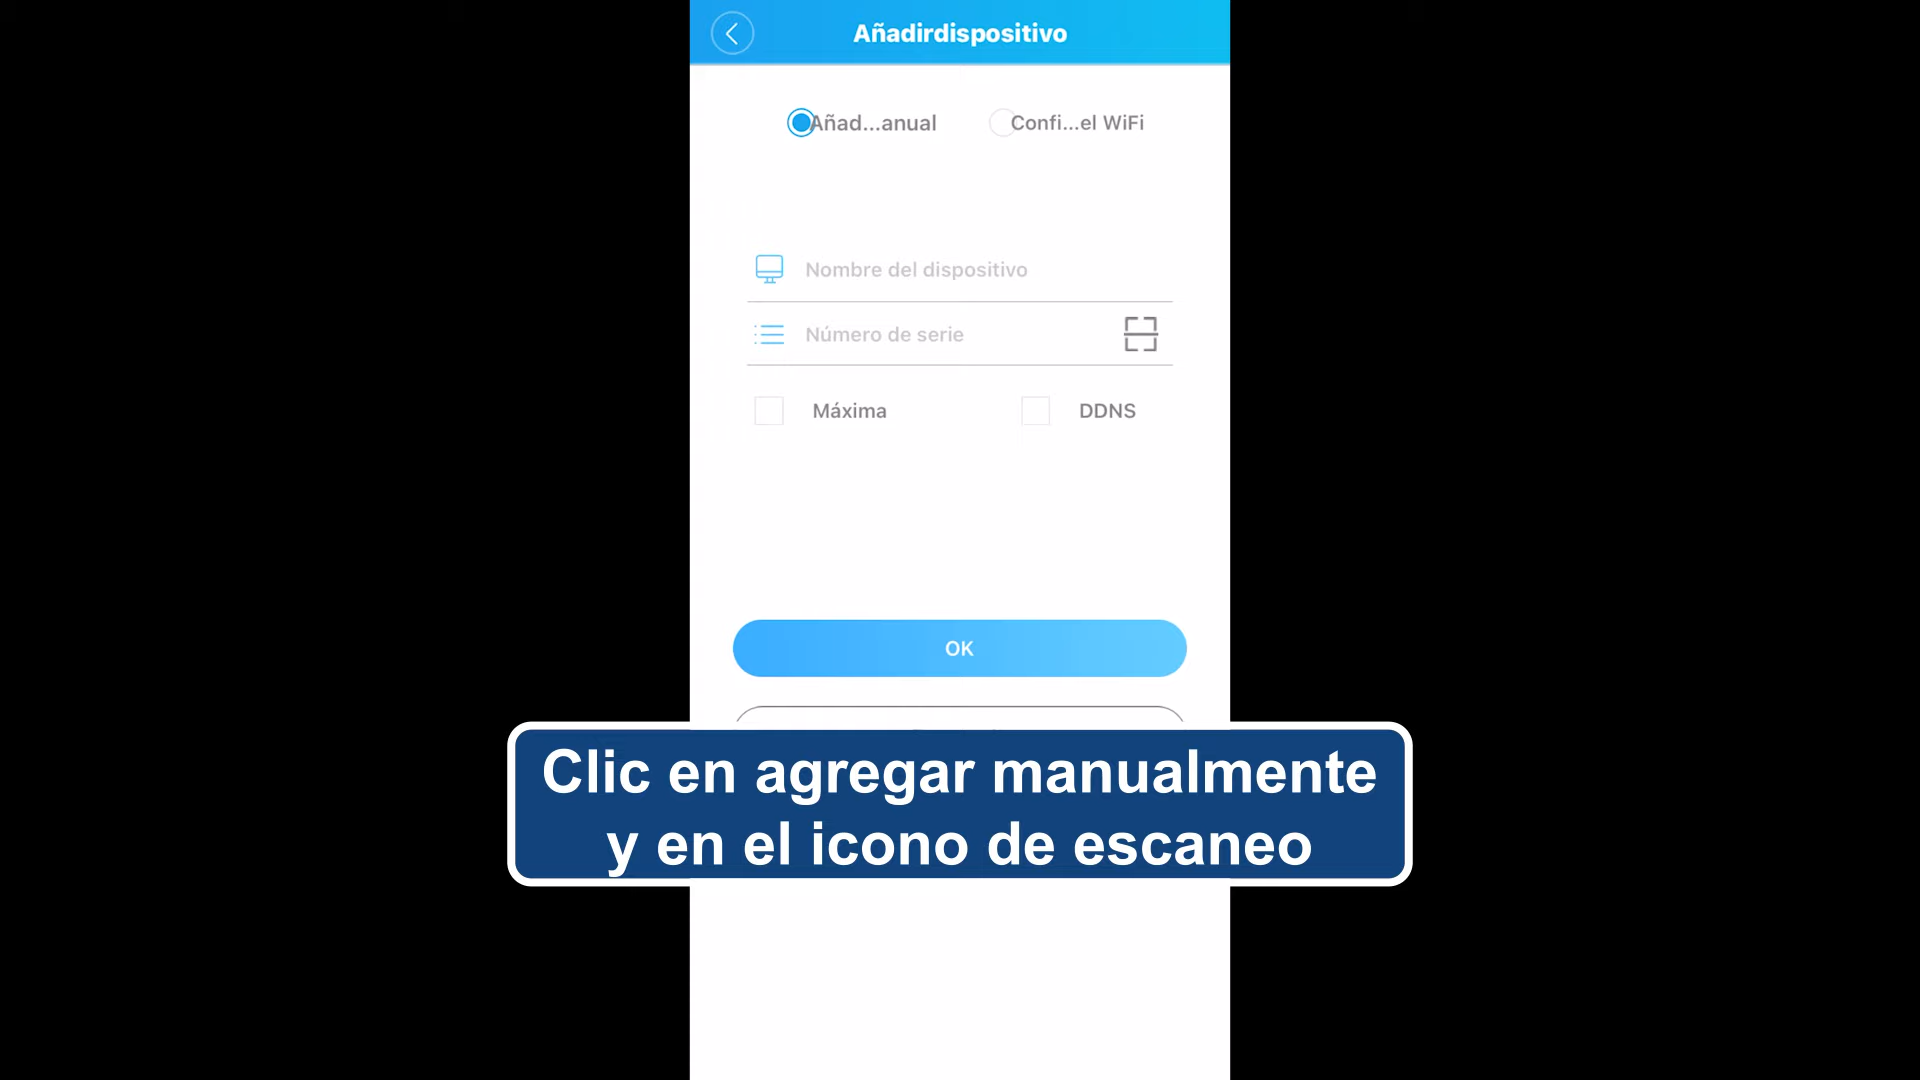 Añadirdispositivo
Añad...anual
Confi...el WiFi
Nombre del dispositivo
Número de serie
Máxima
DDNS
OK
Clic en agregar manualmente
y en el icono de escaneo